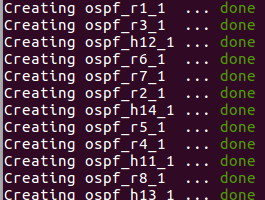 Creating ospf_r1_1 ... done
Creating ospf_r3_1 ... done
Creating ospf_h12_1 ... done
Creating ospf_r6_1 ... done
Creating ospf_r7_1 ... done
Creating ospf_r2_1 ... done
Creating ospf_h14_1 ... done
Creating ospf_r5_1 ... done
Creating ospf_r4_1 ... done
Creating ospf_h11_1 ... done
Creating ospf_r8_1 ... done
Creating ospf_h13_1 ... done